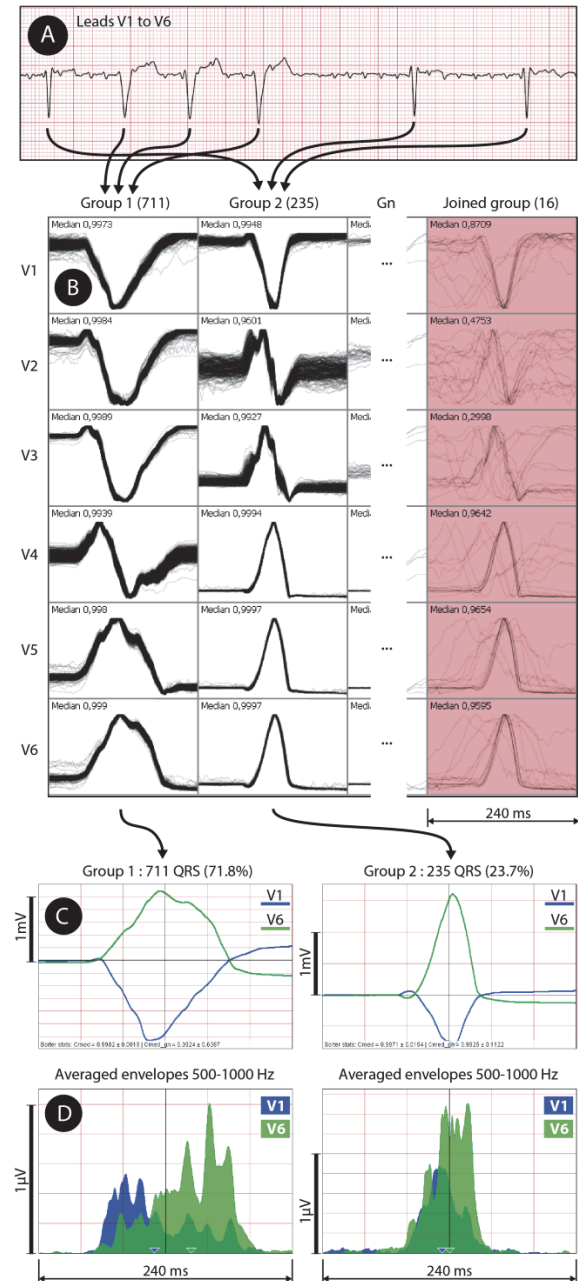 A
Leads V1 to V6
Group 1 (711) Group 2 (235) Gn Joined group (16)
V1 Median 0,9973 Median 0,9948 Med Median 0,8709
B ...
V2 Median 0,9984 Median 0,9601 Med Median 0,4753
...
V3 Median 0,9989 Median 0,9927 Med Median 0,2998
...
V4 Median 0,9939 Median 0,9994 Med Median 0,9642
...
V5 Median 0,998 Median 0,9997 Med Median 0,9654
...
V6 Median 0,999 Median 0,9997 Med Median 0,9595
...
240 ms
Group 1 : 711 QRS (71.8%) Group 2 : 235 QRS (23.7%)
C
1mV V1 1mV V1
V6 V6
Averaged envelopes 500-1000 Hz Averaged envelopes 500-1000 Hz
D
1μV V1 1μV V1
V6 V6
240 ms 240 ms